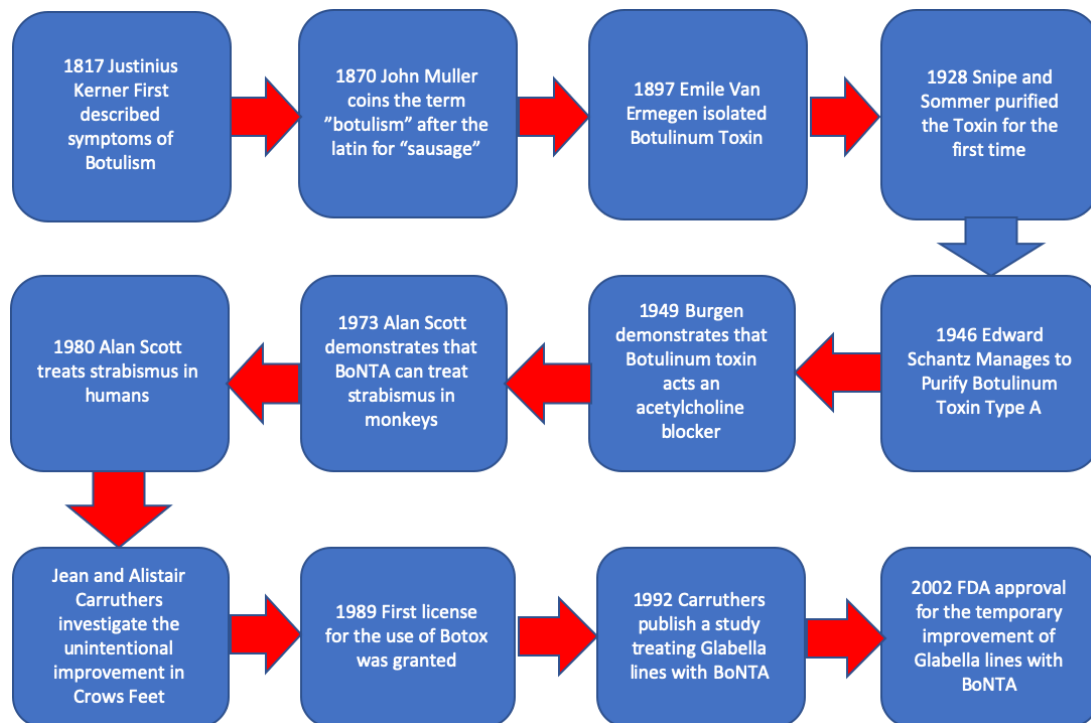 1817 Justinius
Kerner First
described
symptoms of
Botulism
1870 John Muller
coins the term
”botulism” after the
latin for “sausage”
1897 Emile Van
Ermegen isolated
Botulinum Toxin
1928 Snipe and
Sommer purified
the Toxin for the
first time
1946 Edward
Schantz Manages to
Purify Botulinum
Toxin Type A
1949 Burgen
demonstrates that
Botulinum toxin
acts an
acetylcholine
blocker
1973 Alan Scott
demonstrates that
BoNTA can treat
strabismus in
monkeys
1980 Alan Scott
treats strabismus in
humans
Jean and Alistair
Carruthers
investigate the
unintentional
improvement in
Crows Feet
1989 First license
for the use of Botox
was granted
1992 Carruthers
publish a study
treating Glabella
lines with BoNTA
2002 FDA approval
for the temporary
improvement of
Glabella lines with
BoNTA